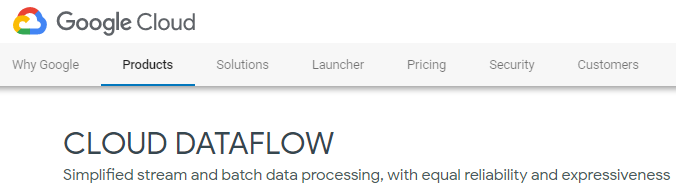 Google Cloud
Why Google Products Solutions Launcher Pricing Security Customers
CLOUD DATAFLOW
Simplified stream and batch data processing, with equal reliability and expressiveness